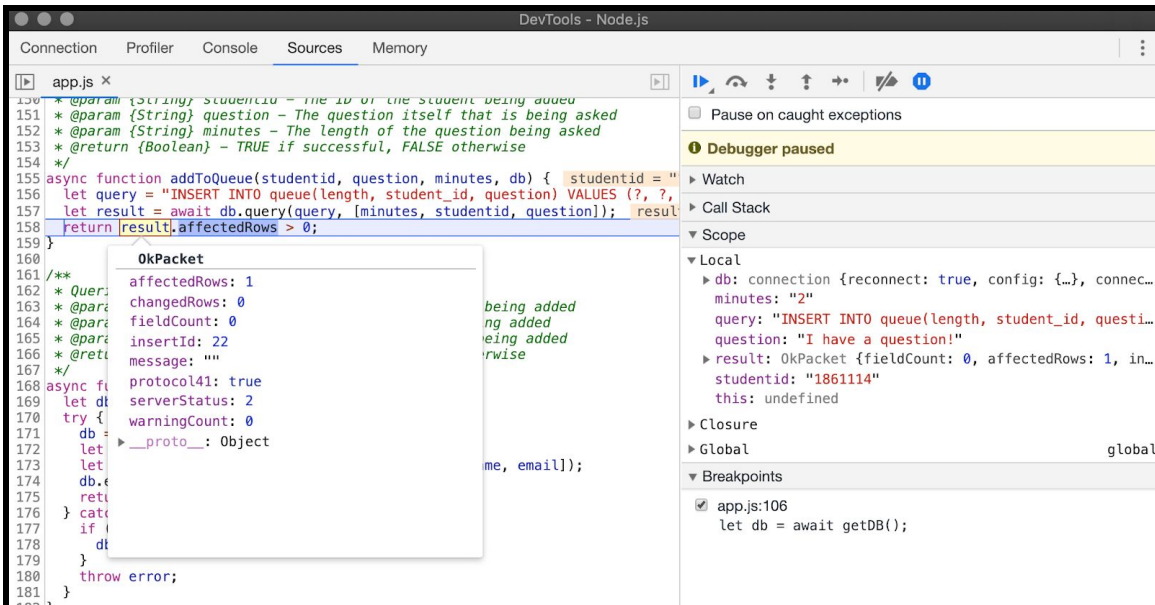 DevTools - Node.js
Connection Profiler Console Sources Memory
app.js ×
150 * @param {String} studentid – The ID of the student being added
151 * @param {String} question – The question itself that is being asked
152 * @param {String} minutes – The length of the question being asked
153 * @return {Boolean} – TRUE if successful, FALSE otherwise
154 */
155 async function addToQueue(studentid, question, minutes, db) { studentid = "
156 let query = "INSERT INTO queue(length, student_id, question) VALUES (?, ?,
157 let result = await db.query(query, [minutes, studentid, question]); resul
158 return result.affectedRows > 0;
159 }
160
161 /**
162 * Queri
163 * @para being added
164 * @para ng added
165 * @para eing added
166 * @retu rwise
167 */
168 async fu
169 let db
170 try {
171 db =
172 let
173 let me, email]);
174 db.e
175 retu
176 } catc
177 if (
178 db
179 }
180 throw error;
181 }
OkPacket
affectedRows: 1
changedRows: 0
fieldCount: 0
insertId: 22
message: ""
protocol41: true
serverStatus: 2
warningCount: 0
__proto__: Object
Pause on caught exceptions
Debugger paused
Watch
Call Stack
Scope
Local
db: connection {reconnect: true, config: {…}, connec…
minutes: "2"
query: "INSERT INTO queue(length, student_id, questi…
question: "I have a question!"
result: OkPacket {fieldCount: 0, affectedRows: 1, in…
studentid: "1861114"
this: undefined
Closure
Global global
Breakpoints
app.js:106
let db = await getDB();